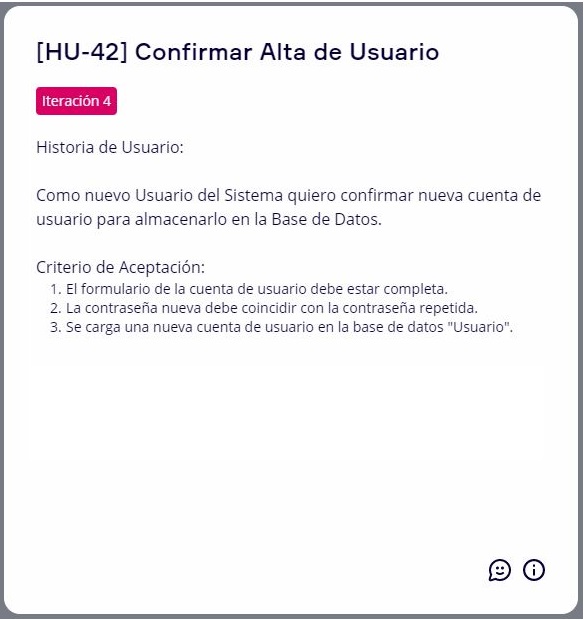 [HU-42] Confirmar Alta de Usuario
Iteración 4
Historia de Usuario:
Como nuevo Usuario del Sistema quiero confirmar nueva cuenta de
usuario para almacenarlo en la Base de Datos.
Criterio de Aceptación:
1. El formulario de la cuenta de usuario debe estar completa.
2. La contraseña nueva debe coincidir con la contraseña repetida.
3. Se carga una nueva cuenta de usuario en la base de datos "Usuario".